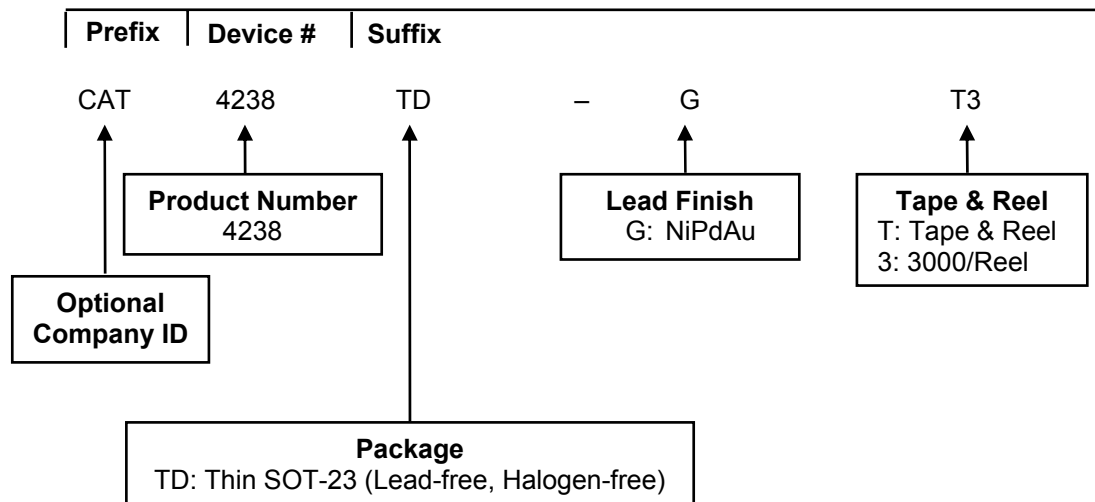 Prefix Device # Suffix
CAT 4238 TD – G T3
Product Number
4238
Lead Finish
G: NiPdAu
Tape & Reel
T: Tape & Reel
3: 3000/Reel
Optional
Company ID
Package
TD: Thin SOT-23 (Lead-free, Halogen-free)